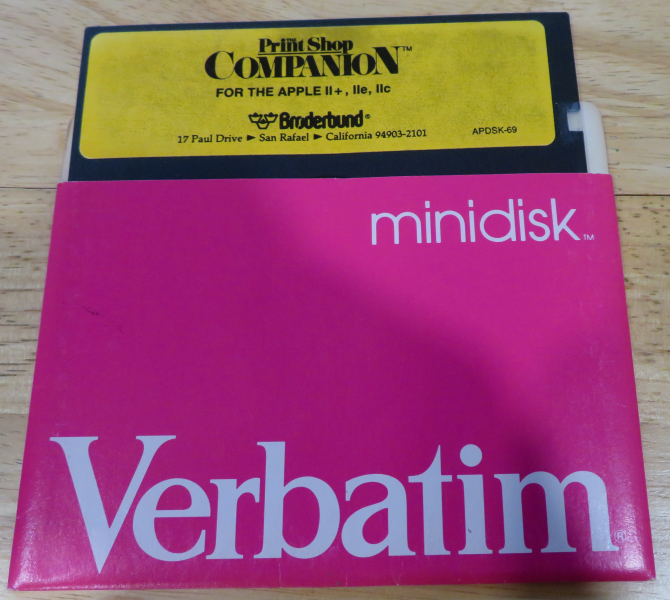 The Print Shop
COMPANION™
FOR THE APPLE II+, IIe, IIc
Brøderbund®
17 Paul Drive ► San Rafael ► California 94903-2101
APDSK-69
minidisk™
Verbatim®